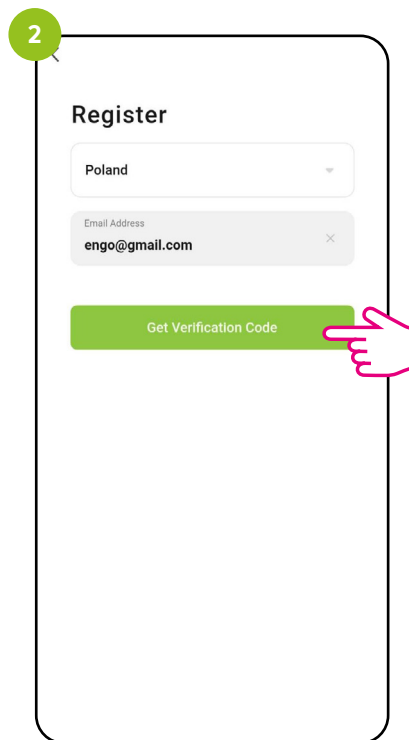 2
Register
Poland
Email Address
engo@gmail.com
Get Verification Code